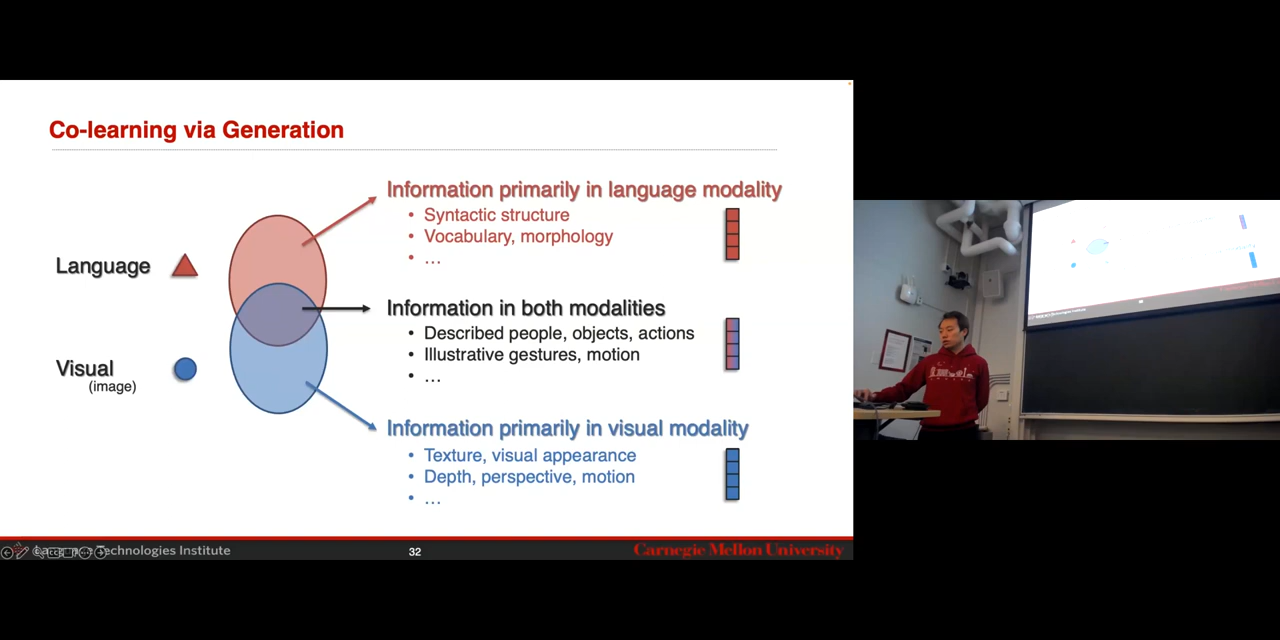 Co-learning via Generation
Information primarily in language modality
• Syntactic structure
• Vocabulary, morphology
• …
Language
Information in both modalities
• Described people, objects, actions
• Illustrative gestures, motion
• …
Visual
(image)
Information primarily in visual modality
• Texture, visual appearance
• Depth, perspective, motion
• …
Technologies Institute
32
Carnegie Mellon University